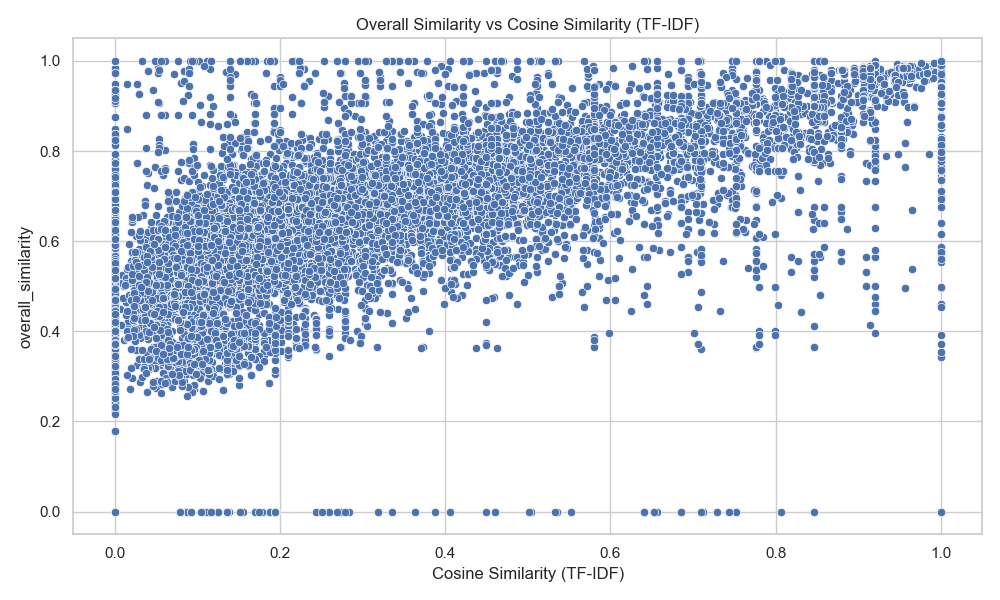 Overall Similarity vs Cosine Similarity (TF-IDF)
1.0
0.8
0.6
0.4
0.2
0.0
overall_similarity
0.0 0.2 0.4 0.6 0.8 1.0
Cosine Similarity (TF-IDF)